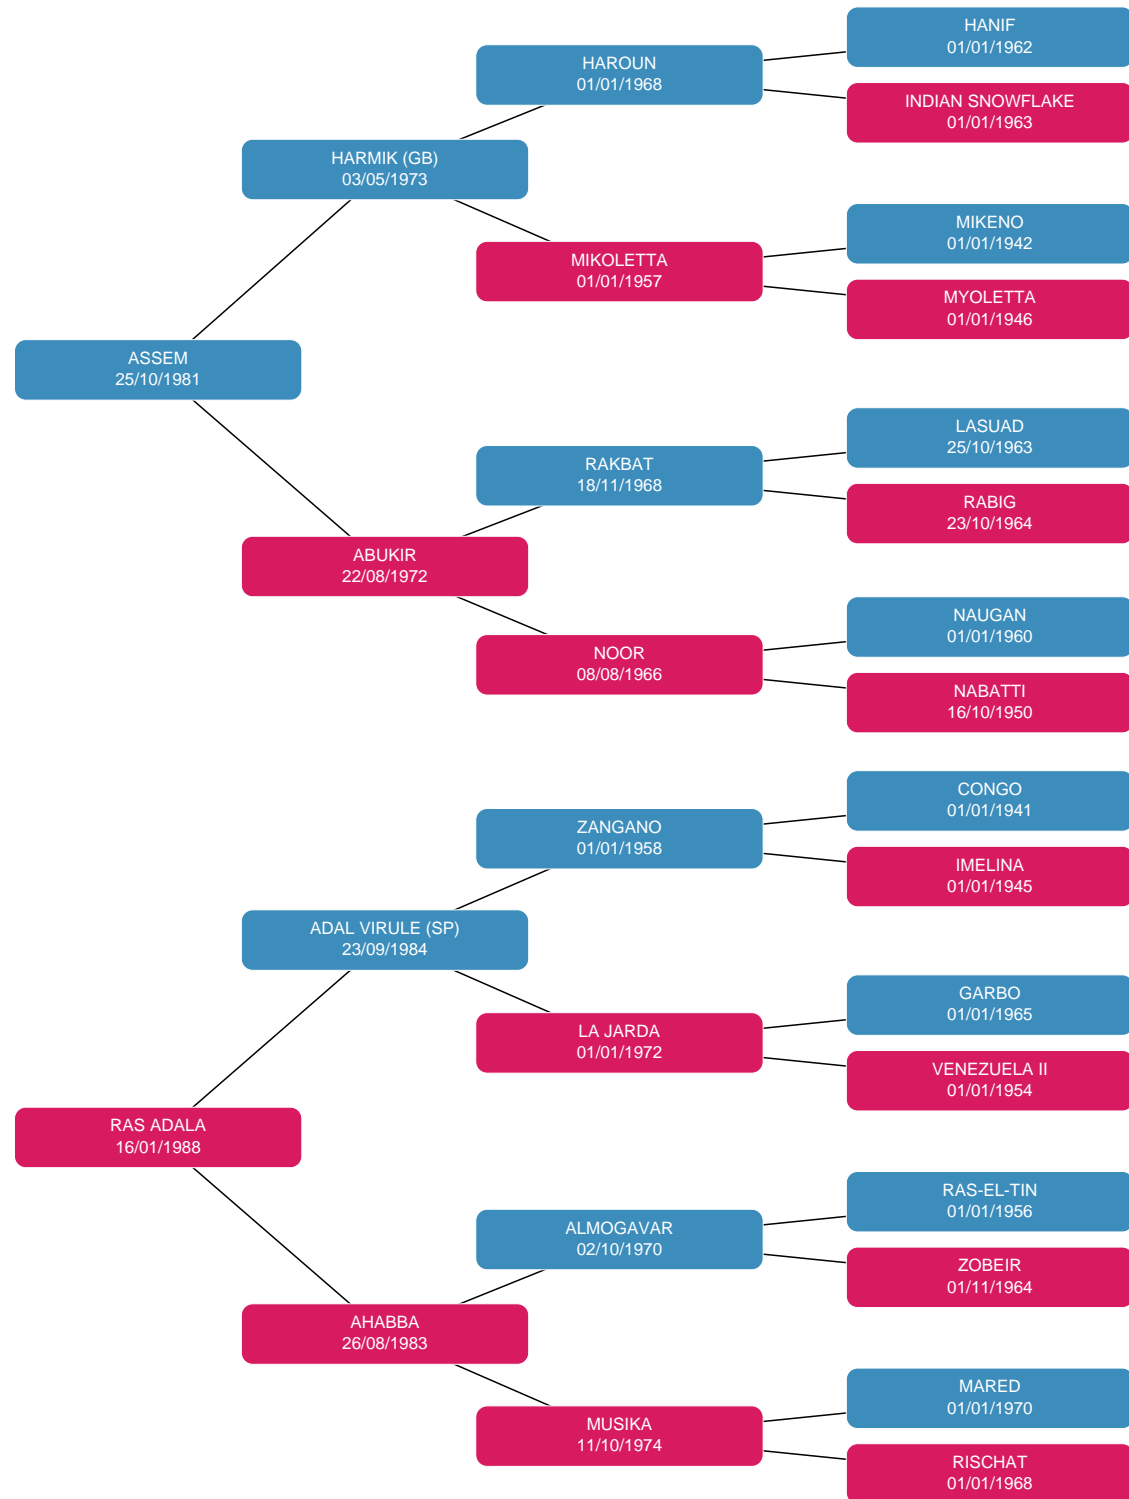 HANIF
01/01/1962
HAROUN
01/01/1968
INDIAN SNOWFLAKE
01/01/1963
HARMIK (GB)
03/05/1973
MIKENO
01/01/1942
MIKOLETTA
01/01/1957
MYOLETTA
01/01/1946
ASSEM
25/10/1981
LASUAD
25/10/1963
RAKBAT
18/11/1968
RABIG
23/10/1964
ABUKIR
22/08/1972
NAUGAN
01/01/1960
NOOR
08/08/1966
NABATTI
16/10/1950
CONGO
01/01/1941
ZANGANO
01/01/1958
IMELINA
01/01/1945
ADAL VIRULE (SP)
23/09/1984
GARBO
01/01/1965
LA JARDA
01/01/1972
VENEZUELA II
01/01/1954
RAS ADALA
16/01/1988
RAS-EL-TIN
01/01/1956
ALMOGAVAR
02/10/1970
ZOBEIR
01/11/1964
AHABBA
26/08/1983
MARED
01/01/1970
MUSIKA
11/10/1974
RISCHAT
01/01/1968